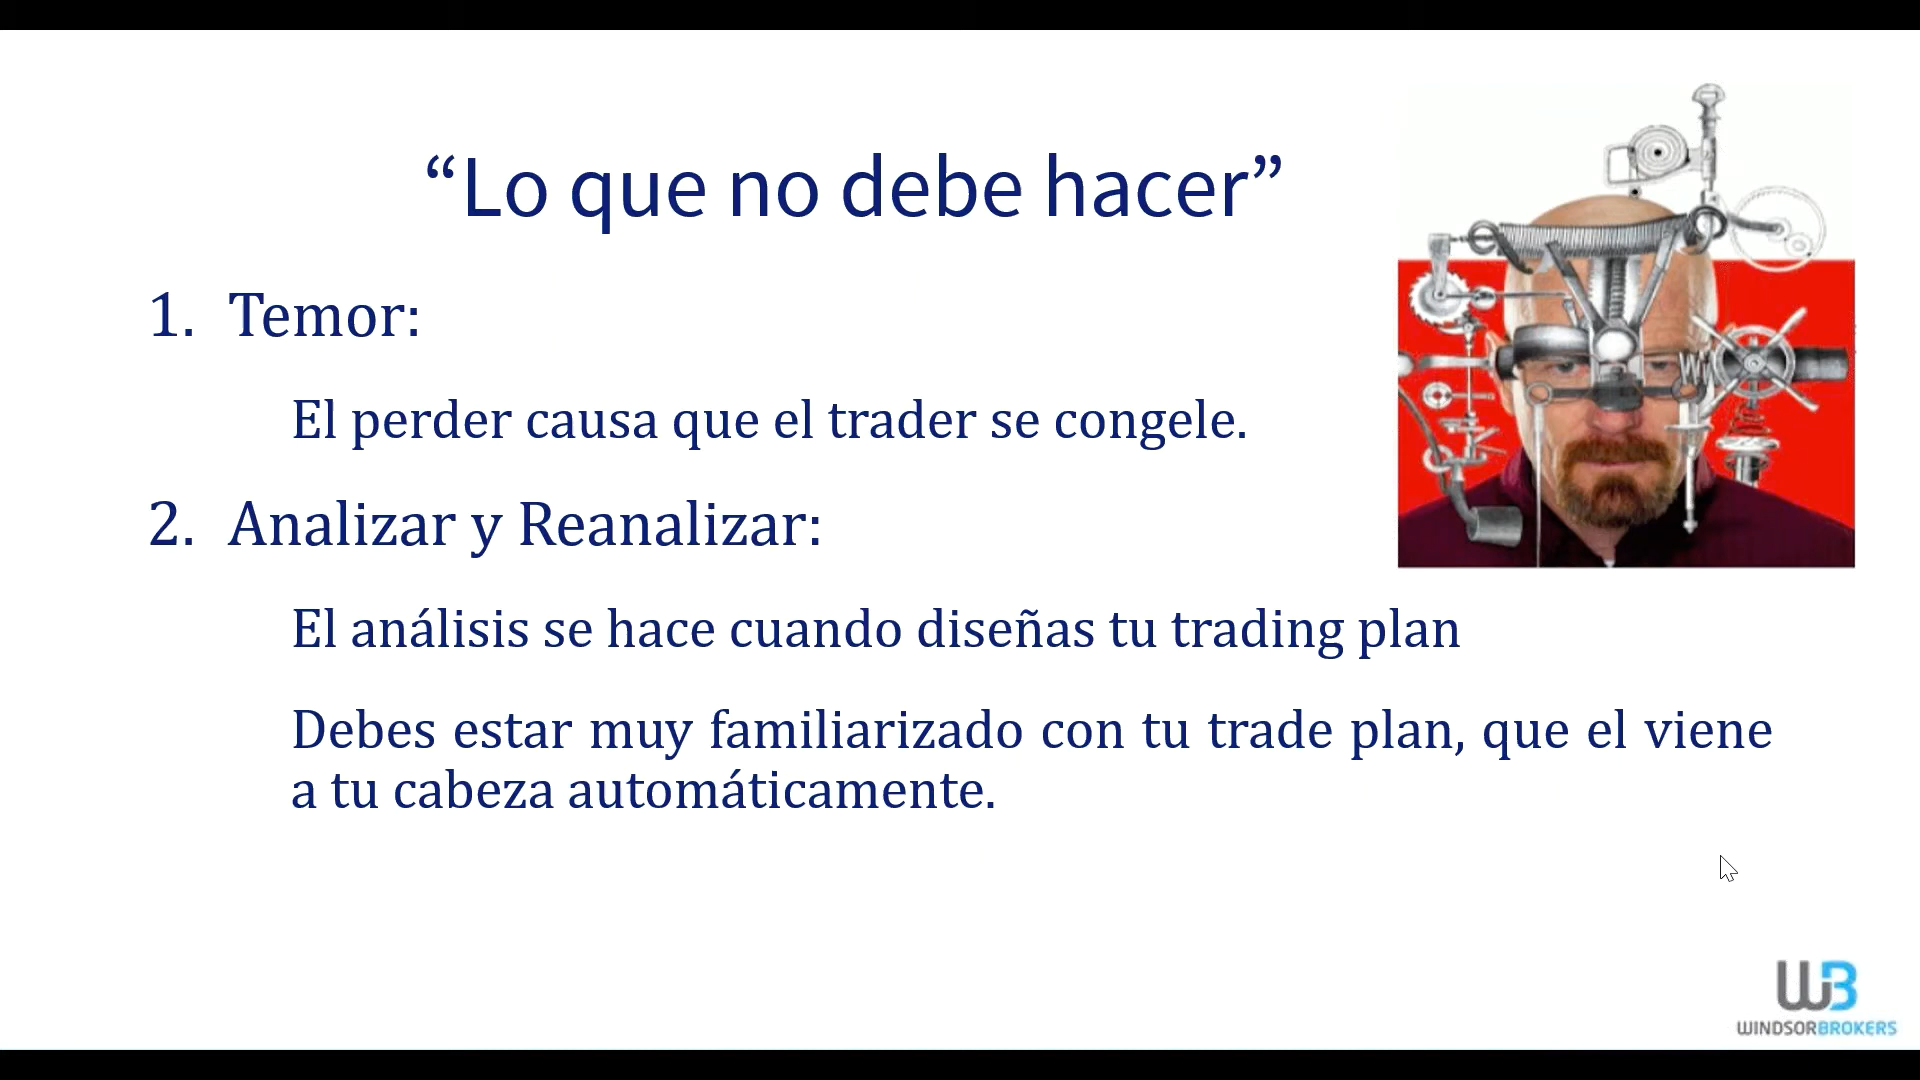 “Lo que no debe hacer”
1. Temor:
El perder causa que el trader se congele.
2. Analizar y Reanalizar:
El análisis se hace cuando diseñas tu trading plan
Debes estar muy familiarizado con tu trade plan, que el viene
a tu cabeza automáticamente.
WB
WINDSORBROKERS